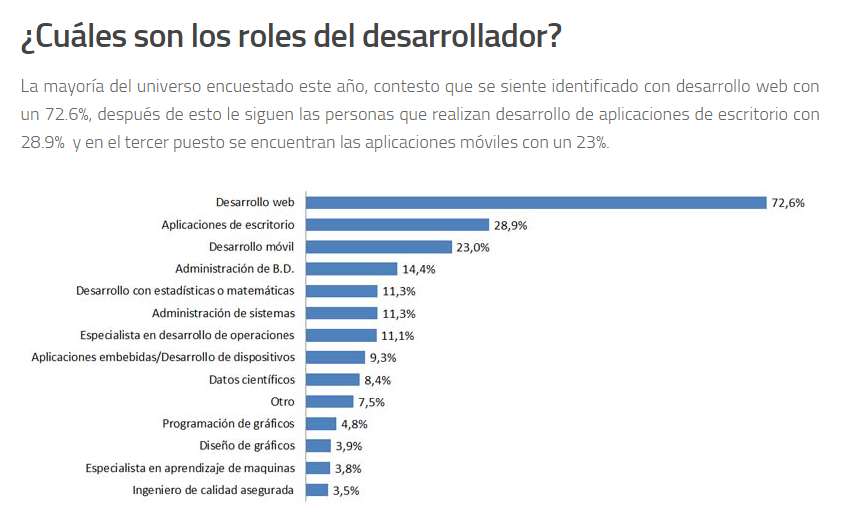 ¿Cuáles son los roles del desarrollador?
La mayoría del universo encuestado este año, contesto que se siente identificado con desarrollo web con
un 72.6%, después de esto le siguen las personas que realizan desarrollo de aplicaciones de escritorio con
28.9% y en el tercer puesto se encuentran las aplicaciones móviles con un 23%.
Desarrollo web 72,6%
Aplicaciones de escritorio 28,9%
Desarrollo móvil 23,0%
Administración de B.D. 14,4%
Desarrollo con estadísticas o matemáticas 11,3%
Administración de sistemas 11,3%
Especialista en desarrollo de operaciones 11,1%
Aplicaciones embebidas/Desarrollo de dispositivos 9,3%
Datos científicos 8,4%
Otro 7,5%
Programación de gráficos 4,8%
Diseño de gráficos 3,9%
Especialista en aprendizaje de maquinas 3,8%
Ingeniero de calidad asegurada 3,5%